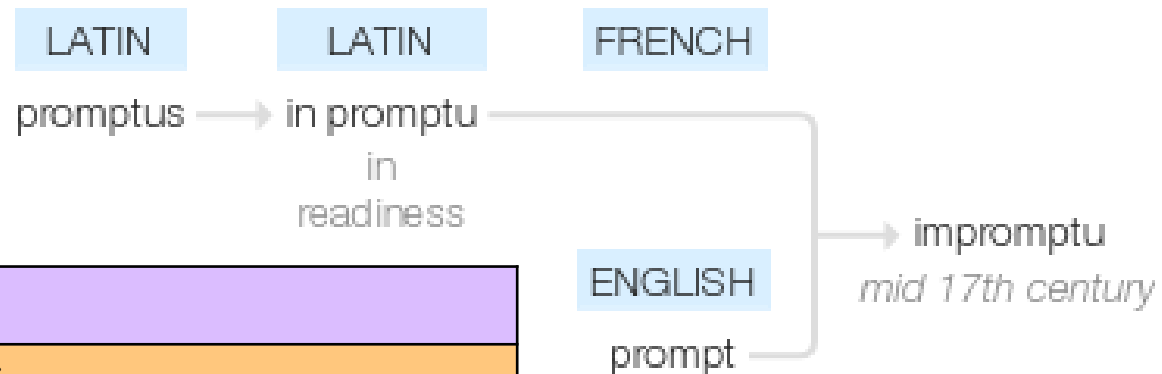 LATIN LATIN FRENCH
promptus in promptu
in
readiness
impromptu
ENGLISH mid 17th century
prompt